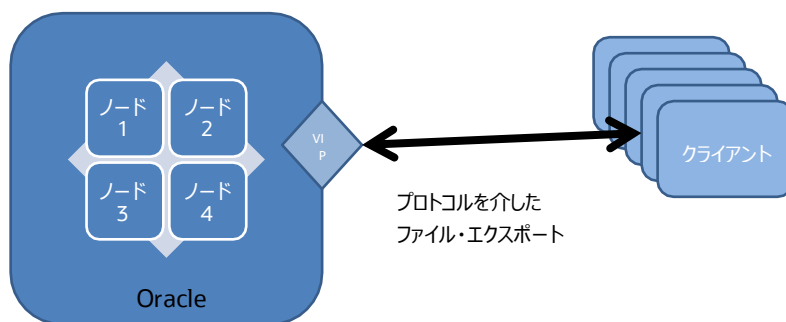 ノード
1
ノード
2
ノード
3
ノード
4
VI
P
Oracle
プロトコルを介した
ファイル・エクスポート
クライアント